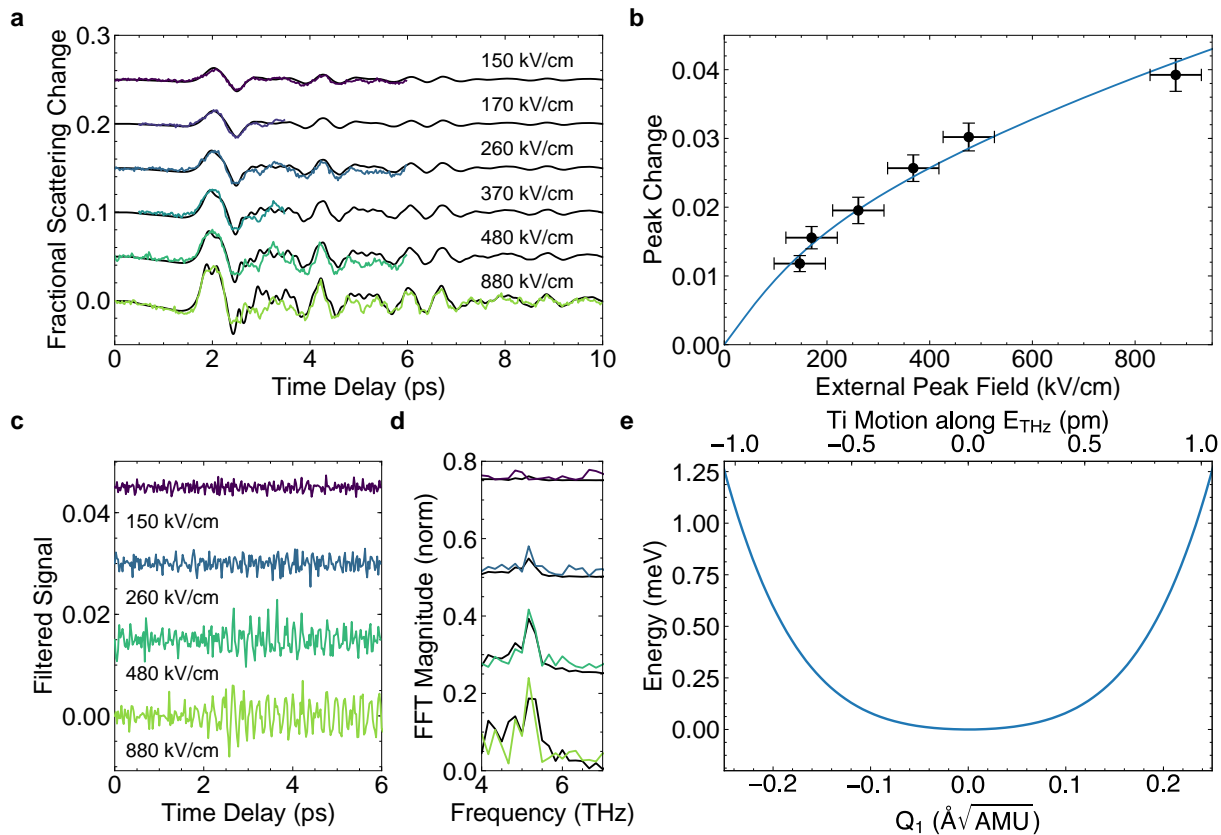 a
0.3
0.2
0.1
0.0
Fractional Scattering Change
150 kV/cm
170 kV/cm
260 kV/cm
370 kV/cm
480 kV/cm
880 kV/cm
0 2 4 6 8 10
Time Delay (ps)
b
0.04
0.03
0.02
0.01
0.00
Peak Change
0 200 400 600 800
External Peak Field (kV/cm)
c
0.04
0.02
0.00
Filtered Signal
150 kV/cm
260 kV/cm
480 kV/cm
880 kV/cm
0 2 4 6
Time Delay (ps)
d
0.8
0.6
0.4
0.2
0.0
FFT Magnitude (norm)
4 6
Frequency (THz)
e
Ti Motion along E_THz (pm)
−1.0 −0.5 0.0 0.5 1.0
1.25
1.00
0.75
0.50
0.25
0.00
Energy (meV)
−0.2 −0.1 0.0 0.1 0.2
Q₁ (Å√AMU)